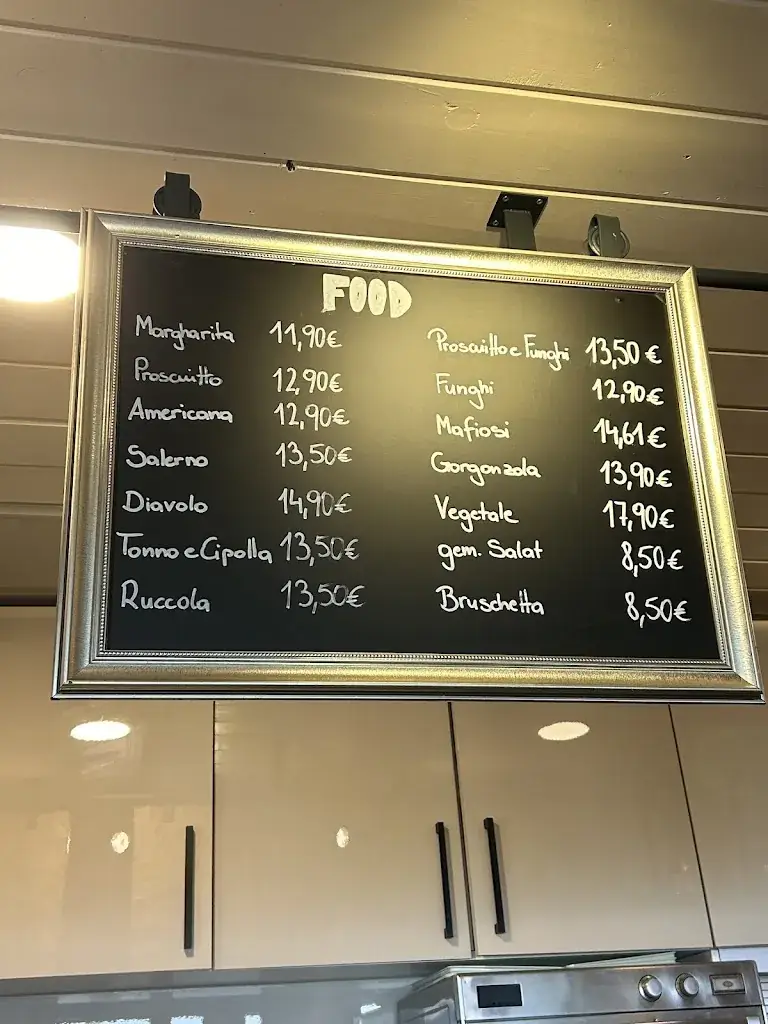 FOOD
Margharita 11,90€
Proscuitto 12,90€
Americana 12,90€
Salerno 13,50€
Diavolo 14,90€
Tonno e Cipolla 13,50€
Ruccola 13,50€
Proscuitto e Funghi 13,50€
Funghi 12,90€
Mafiosi 14,61€
Gorgonzola 13,90€
Vegetale 17,90€
gem. Salat 8,50€
Bruschetta 8,50€